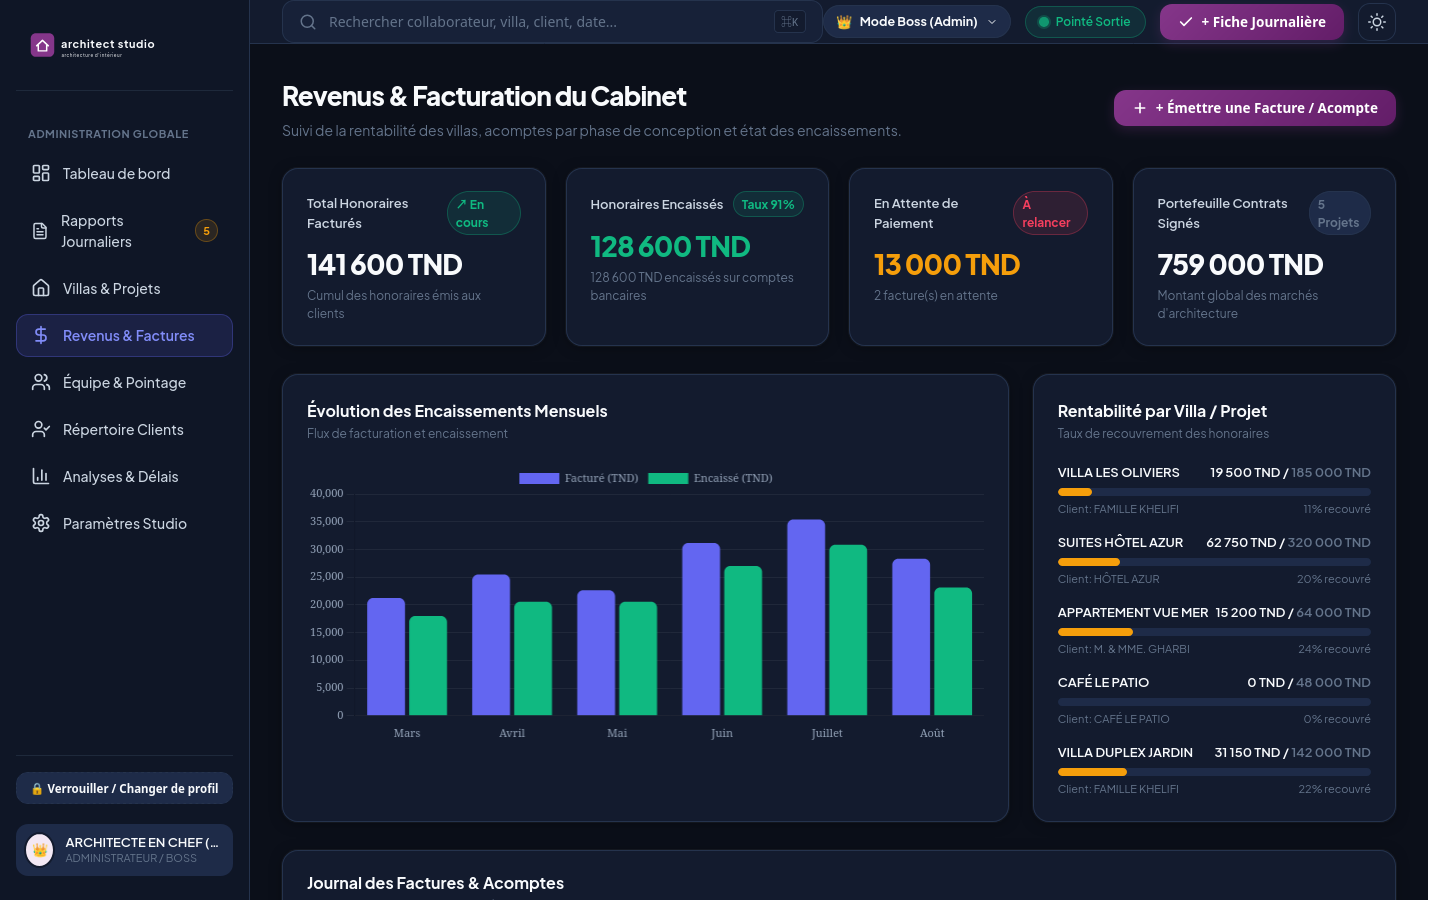 architect studio
architecture d'intérieur
ADMINISTRATION GLOBALE
Tableau de bord
Rapports
Journaliers
5
Villas & Projets
Revenus & Factures
Équipe & Pointage
Répertoire Clients
Analyses & Délais
Paramètres Studio
🔒 Verrouiller / Changer de profil
ARCHITECTE EN CHEF (...
ADMINISTRATEUR / BOSS
Rechercher collaborateur, villa, client, date...
⌘K
👑 Mode Boss (Admin)
Pointé Sortie
+ Fiche Journalière
Revenus & Facturation du Cabinet
Suivi de la rentabilité des villas, acomptes par phase de conception et état des encaissements.
+ Émettre une Facture / Acompte
Total Honoraires
Facturés
↗ En
cours
141 600 TND
Cumul des honoraires émis aux
clients
Honoraires Encaissés
Taux 91%
128 600 TND
128 600 TND encaissés sur comptes
bancaires
En Attente de
Paiement
À
relancer
13 000 TND
2 facture(s) en attente
Portefeuille Contrats
Signés
5
Projets
759 000 TND
Montant global des marchés
d'architecture
Évolution des Encaissements Mensuels
Flux de facturation et encaissement
Facturé (TND)
Encaissé (TND)
40,000
35,000
30,000
25,000
20,000
15,000
10,000
5,000
0
Mars
Avril
Mai
Juin
Juillet
Août
Rentabilité par Villa / Projet
Taux de recouvrement des honoraires
VILLA LES OLIVIERS 19 500 TND / 185 000 TND
Client: FAMILLE KHELIFI 11% recouvré
SUITES HÔTEL AZUR 62 750 TND / 320 000 TND
Client: HÔTEL AZUR 20% recouvré
APPARTEMENT VUE MER 15 200 TND / 64 000 TND
Client: M. & MME. GHARBI 24% recouvré
CAFÉ LE PATIO 0 TND / 48 000 TND
Client: CAFÉ LE PATIO 0% recouvré
VILLA DUPLEX JARDIN 31 150 TND / 142 000 TND
Client: FAMILLE KHELIFI 22% recouvré
Journal des Factures & Acomptes